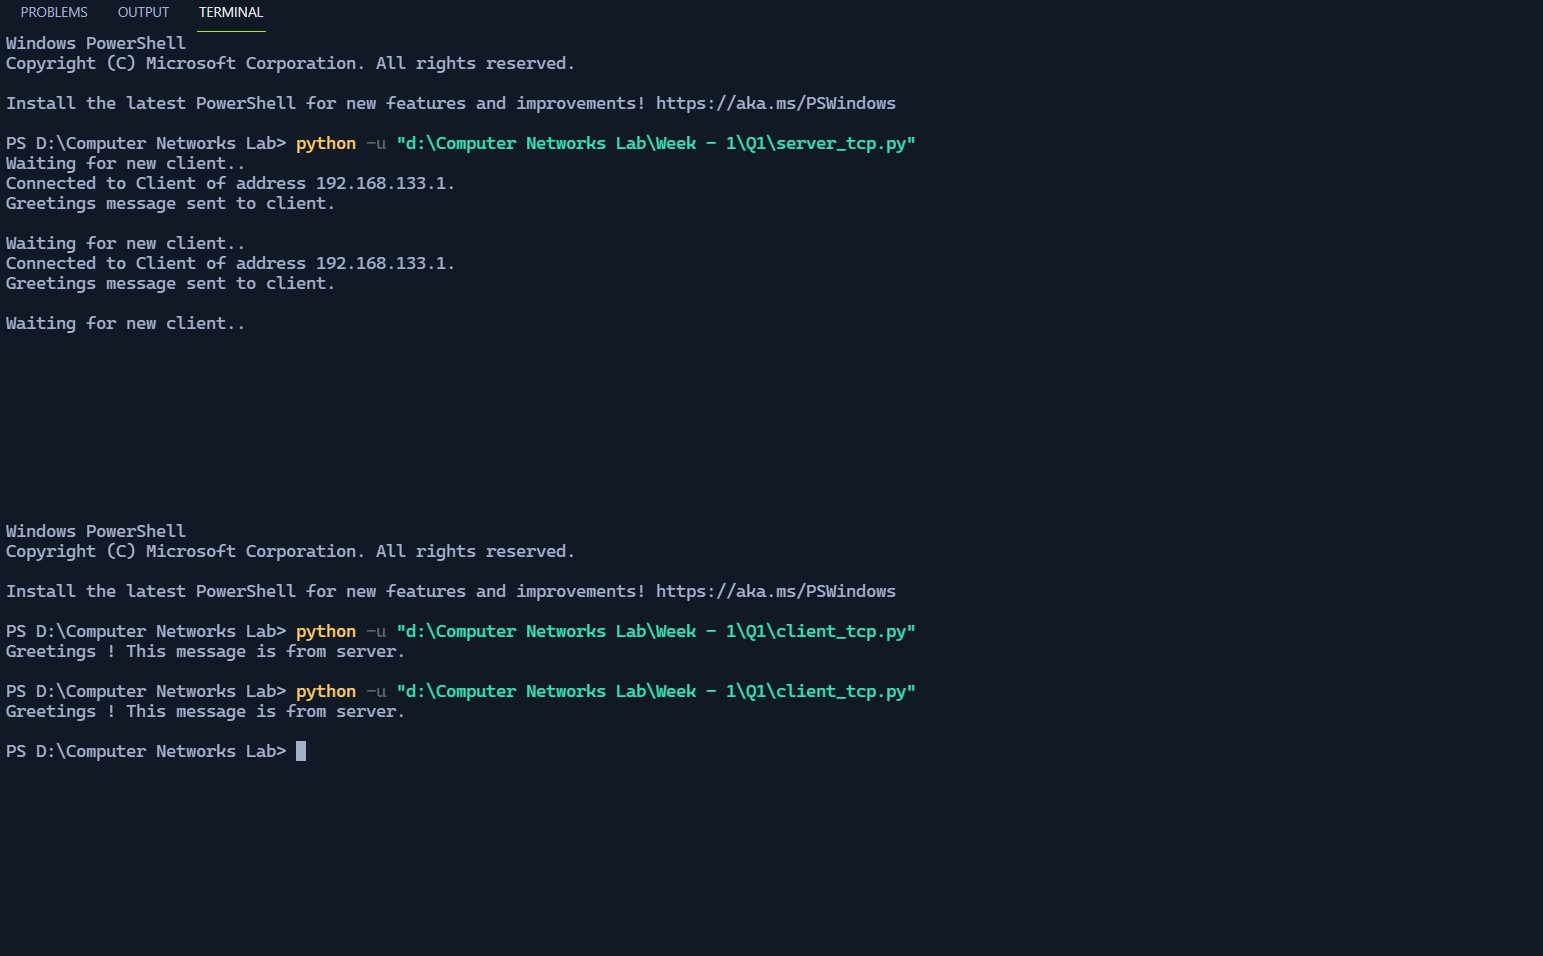 PROBLEMS OUTPUT TERMINAL
Windows PowerShell
Copyright (C) Microsoft Corporation. All rights reserved.
Install the latest PowerShell for new features and improvements! https://aka.ms/PSWindows
PS D:\Computer Networks Lab> python -u "d:\Computer Networks Lab\Week - 1\Q1\server_tcp.py"
Waiting for new client..
Connected to Client of address 192.168.133.1.
Greetings message sent to client.
Waiting for new client..
Connected to Client of address 192.168.133.1.
Greetings message sent to client.
Waiting for new client..
Windows PowerShell
Copyright (C) Microsoft Corporation. All rights reserved.
Install the latest PowerShell for new features and improvements! https://aka.ms/PSWindows
PS D:\Computer Networks Lab> python -u "d:\Computer Networks Lab\Week - 1\Q1\client_tcp.py"
Greetings ! This message is from server.
PS D:\Computer Networks Lab> python -u "d:\Computer Networks Lab\Week - 1\Q1\client_tcp.py"
Greetings ! This message is from server.
PS D:\Computer Networks Lab>